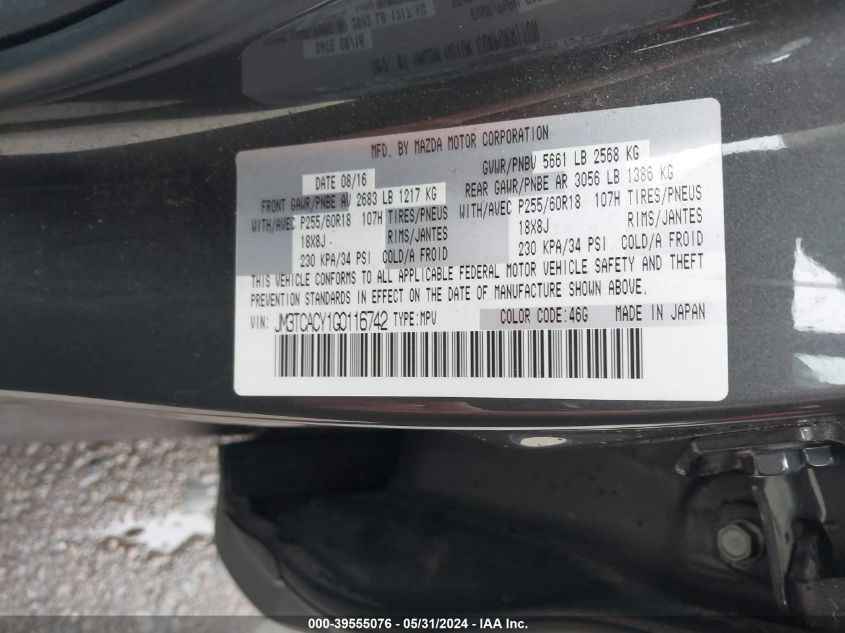 MFD. BY MAZDA MOTOR CORPORATION
DATE 08/16 GVWR/PNBV 5661 LB 2568 KG
FRONT GAWR/PNBE AV 2683 LB 1217 KG REAR GAWR/PNBE AR 3056 LB 1386 KG
WITH/AVEC P255/60R18 107H TIRES/PNEUS WITH/AVEC P255/60R18 107H TIRES/PNEUS
18X8J RIMS/JANTES 18X8J RIMS/JANTES
230 KPA/34 PSI COLD/A FROID 230 KPA/34 PSI COLD/A FROID
THIS VEHICLE CONFORMS TO ALL APPLICABLE FEDERAL MOTOR VEHICLE SAFETY AND THEFT
PREVENTION STANDARDS IN EFFECT ON THE DATE OF MANUFACTURE SHOWN ABOVE.
VIN: JM3TCACY1G0116742 TYPE:MPV COLOR CODE:46G MADE IN JAPAN
000-39555076 - 05/31/2024 - IAA Inc.